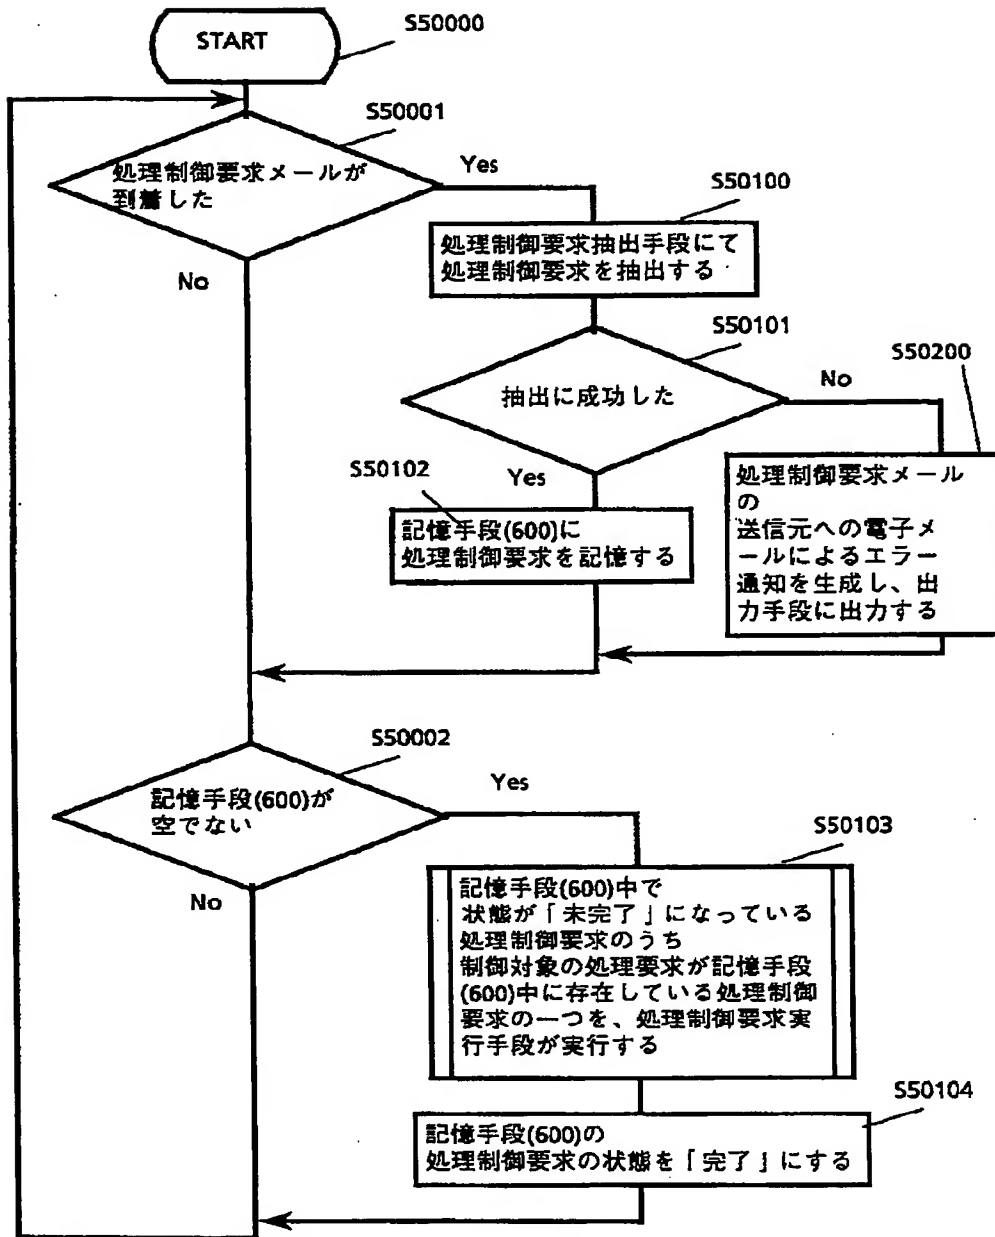 START
S50000
S50001
処理制御要求メールが
到着した
Yes
No
S50100
処理制御要求抽出手段にて
処理制御要求を抽出する
S50101
抽出に成功した
No
Yes
S50200
処理制御要求メール
の
送信元への電子メ
ールによるエラー
通知を生成し、出
力手段に出力する
S50102
記憶手段(600)に
処理制御要求を記憶する
S50002
記憶手段(600)が
空でない
Yes
No
S50103
記憶手段(600)中で
状態が「未完了」になっている
処理制御要求のうち
制御対象の処理要求が記憶手段
(600)中に存在している処理制御
要求の一つを、処理制御要求実
行手段が実行する
S50104
記憶手段(600)の
処理制御要求の状態を「完了」にする